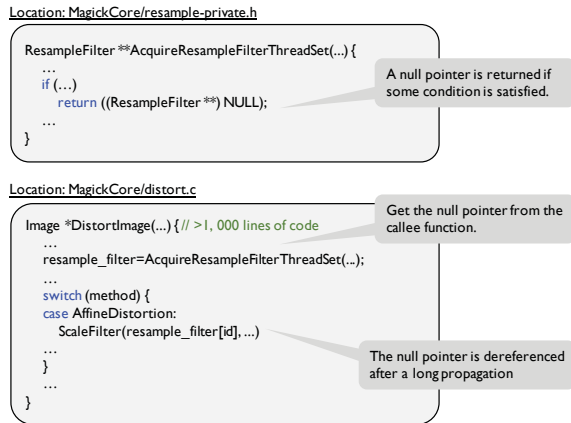 Location: MagickCore/resample-private.h
ResampleFilter **AcquireResampleFilterThreadSet(...) {
…
if (…)
return ((ResampleFilter **) NULL);
…
}
A null pointer is returned if
some condition is satisfied.
Location: MagickCore/distort.c
Image *DistortImage(...) { // >1, 000 lines of code
…
resample_filter=AcquireResampleFilterThreadSet(...);
…
switch (method) {
case AffineDistortion:
ScaleFilter(resample_filter[id], ...)
…
}
…
}
Get the null pointer from the
callee function.
The null pointer is dereferenced
after a long propagation